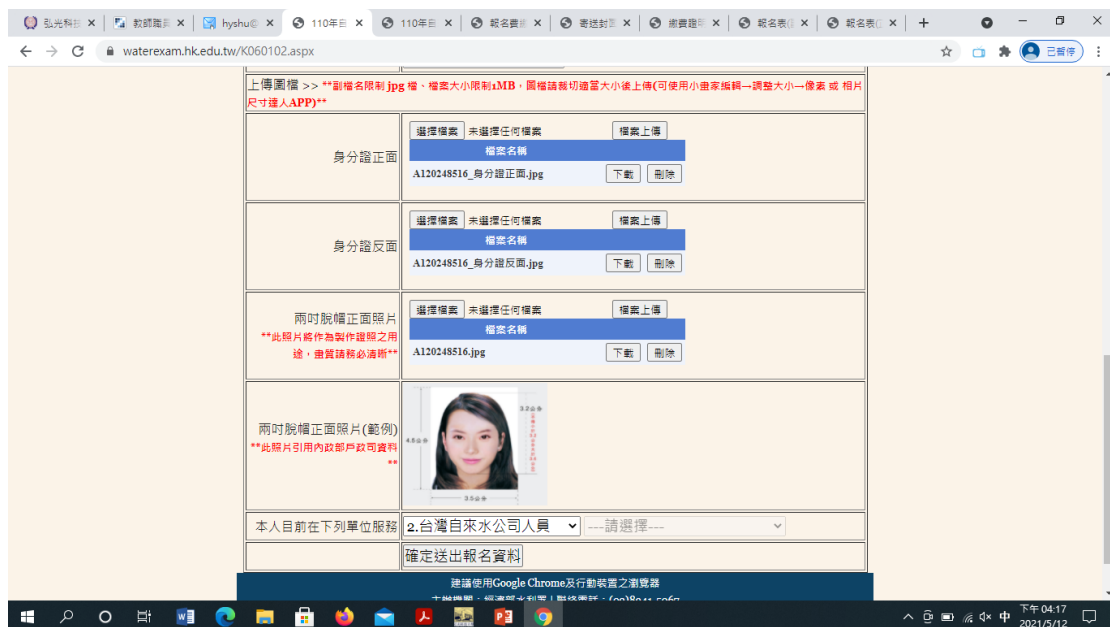 弘光科技
教師職員
hyshu@
110年自
110年自
報名費
寄送封面
繳費證明
報名表(
報名表(
waterexam.hk.edu.tw/K060102.aspx
已暫停
上傳圖檔 >> **副檔名限制 jpg 檔、檔案大小限制1MB，圖檔請裁切適當大小後上傳(可使用小畫家編輯→調整大小→像素 或 相片
尺寸達人APP)**
身分證正面
選擇檔案 未選擇任何檔案 檔案上傳
檔案名稱
A120248516_身分證正面.jpg 下載 刪除
身分證反面
選擇檔案 未選擇任何檔案 檔案上傳
檔案名稱
A120248516_身分證反面.jpg 下載 刪除
兩吋脫帽正面照片
**此照片將作為製作證照之用
途，畫質請務必清晰**
選擇檔案 未選擇任何檔案 檔案上傳
檔案名稱
A120248516.jpg 下載 刪除
兩吋脫帽正面照片(範例)
**此照片引用內政部戶政司資料
**
3.2公分
4.5公分
3.5公分
本人目前在下列單位服務 2.台灣自來水公司人員 ---請選擇---
確定送出報名資料
建議使用Google Chrome及行動裝置之瀏覽器
中
下午 04:17
2021/5/12